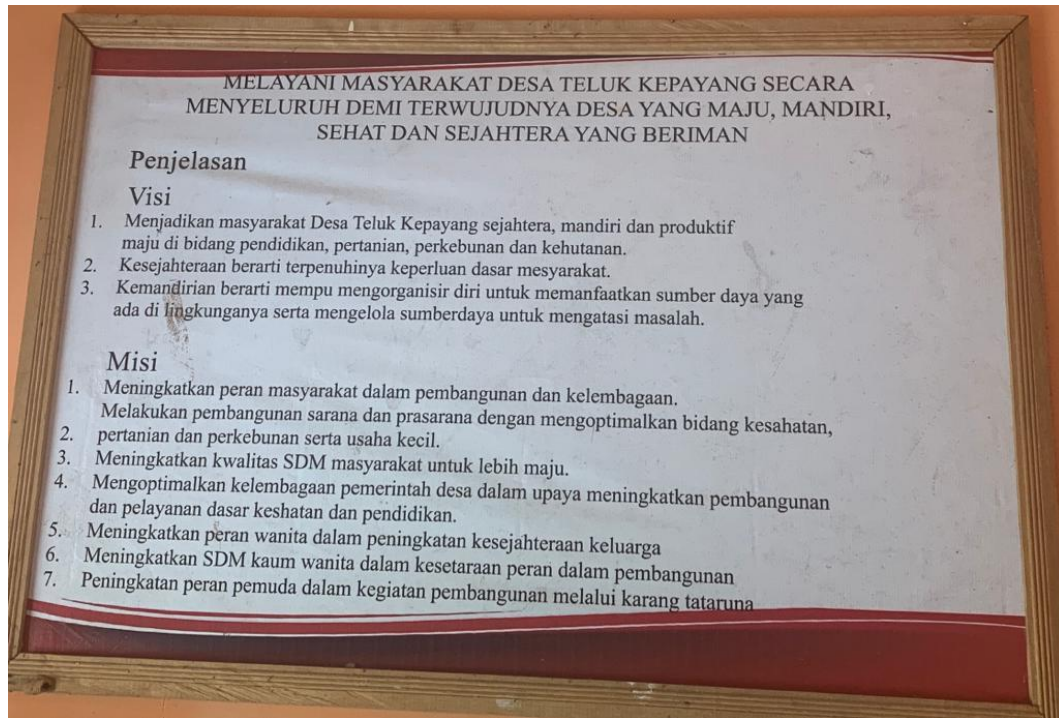 MELAYANI MASYARAKAT DESA TELUK KEPAYANG SECARA
MENYELURUH DEMI TERWUJUDNYA DESA YANG MAJU, MANDIRI,
SEHAT DAN SEJAHTERA YANG BERIMAN
Penjelasan
Visi
1. Menjadikan masyarakat Desa Teluk Kepayang sejahtera, mandiri dan produktif
maju di bidang pendidikan, pertanian, perkebunan dan kehutanan.
2. Kesejahteraan berarti terpenuhinya keperluan dasar mesyarakat.
3. Kemandirian berarti mempu mengorganisir diri untuk memanfaatkan sumber daya yang
ada di lingkunganya serta mengelola sumberdaya untuk mengatasi masalah.
Misi
1. Meningkatkan peran masyarakat dalam pembangunan dan kelembagaan.
Melakukan pembangunan sarana dan prasarana dengan mengoptimalkan bidang kesahatan,
2. pertanian dan perkebunan serta usaha kecil.
3. Meningkatkan kwalitas SDM masyarakat untuk lebih maju.
4. Mengoptimalkan kelembagaan pemerintah desa dalam upaya meningkatkan pembangunan
dan pelayanan dasar keshatan dan pendidikan.
5. Meningkatkan peran wanita dalam peningkatan kesejahteraan keluarga
6. Meningkatkan SDM kaum wanita dalam kesetaraan peran dalam pembangunan
7. Peningkatan peran pemuda dalam kegiatan pembangunan melalui karang tataruna